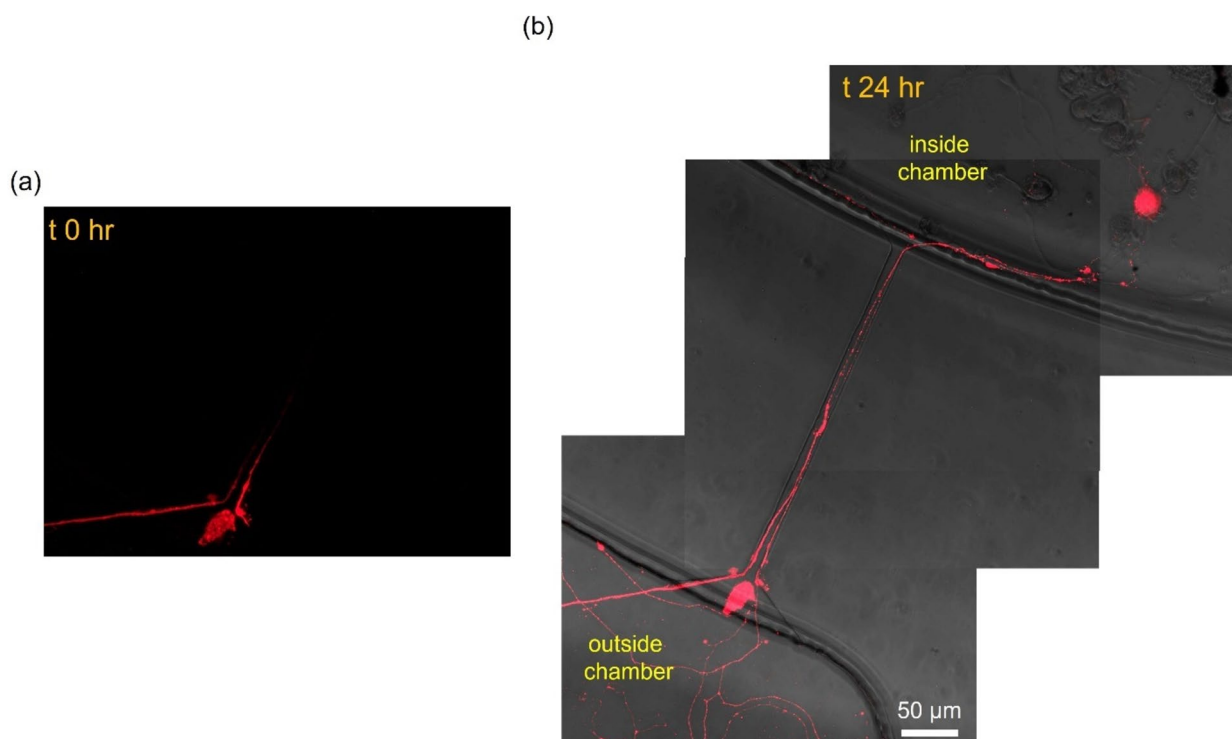 (a)
t 0 hr
(b)
t 24 hr
inside
chamber
outside
chamber
50 µm